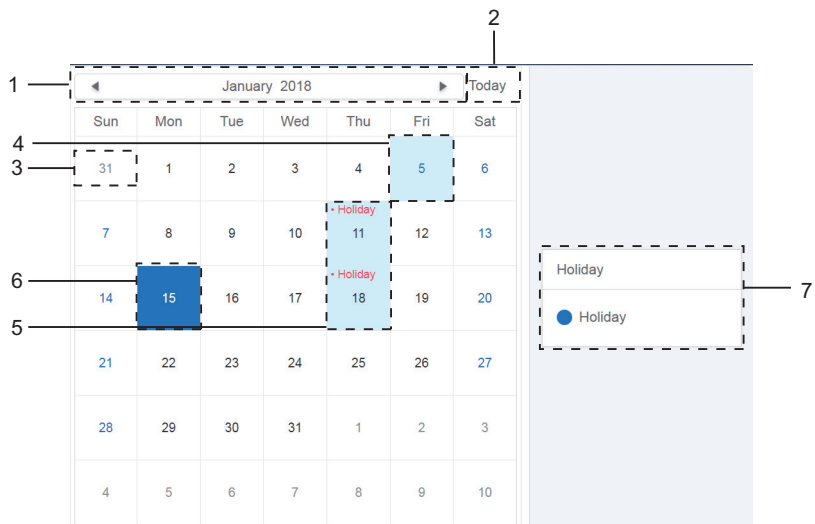 2
1
January 2018
Today
Sun Mon Tue Wed Thu Fri Sat
4
3
31 1 2 3 4 5 6
• Holiday
7 8 9 10 11 12 13
Holiday
6
• Holiday
14 15 16 17 18 19 20
7
Holiday
5
21 22 23 24 25 26 27
28 29 30 31 1 2 3
4 5 6 7 8 9 10